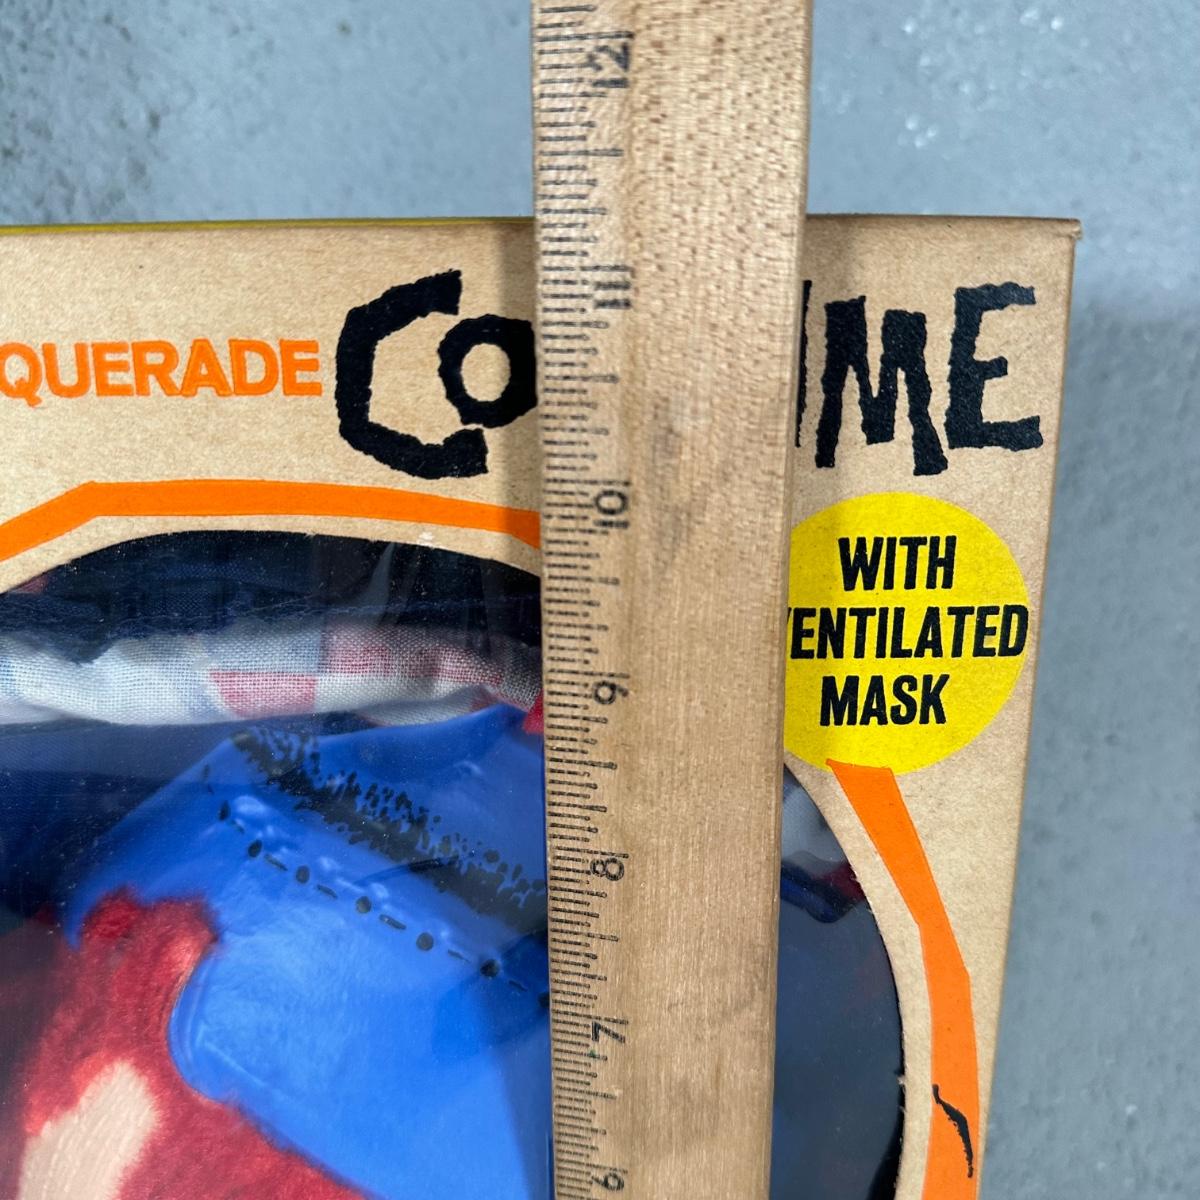 QUERADE CO ME
WITH
VENTILATED
MASK
12
11
10
9
8
7
6